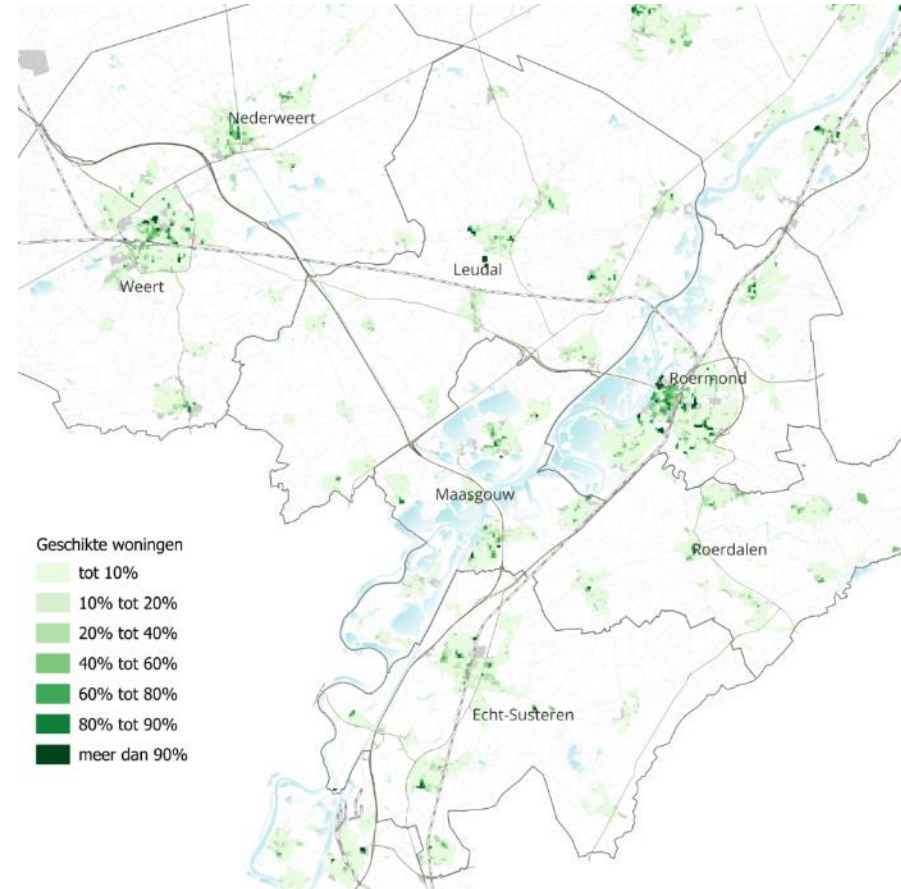 Nederweert
Weert
Leudal
Roermond
Maasgouw
Roerdalen
Echt-Susteren
Geschikte woningen
tot 10%
10% tot 20%
20% tot 40%
40% tot 60%
60% tot 80%
80% tot 90%
meer dan 90%